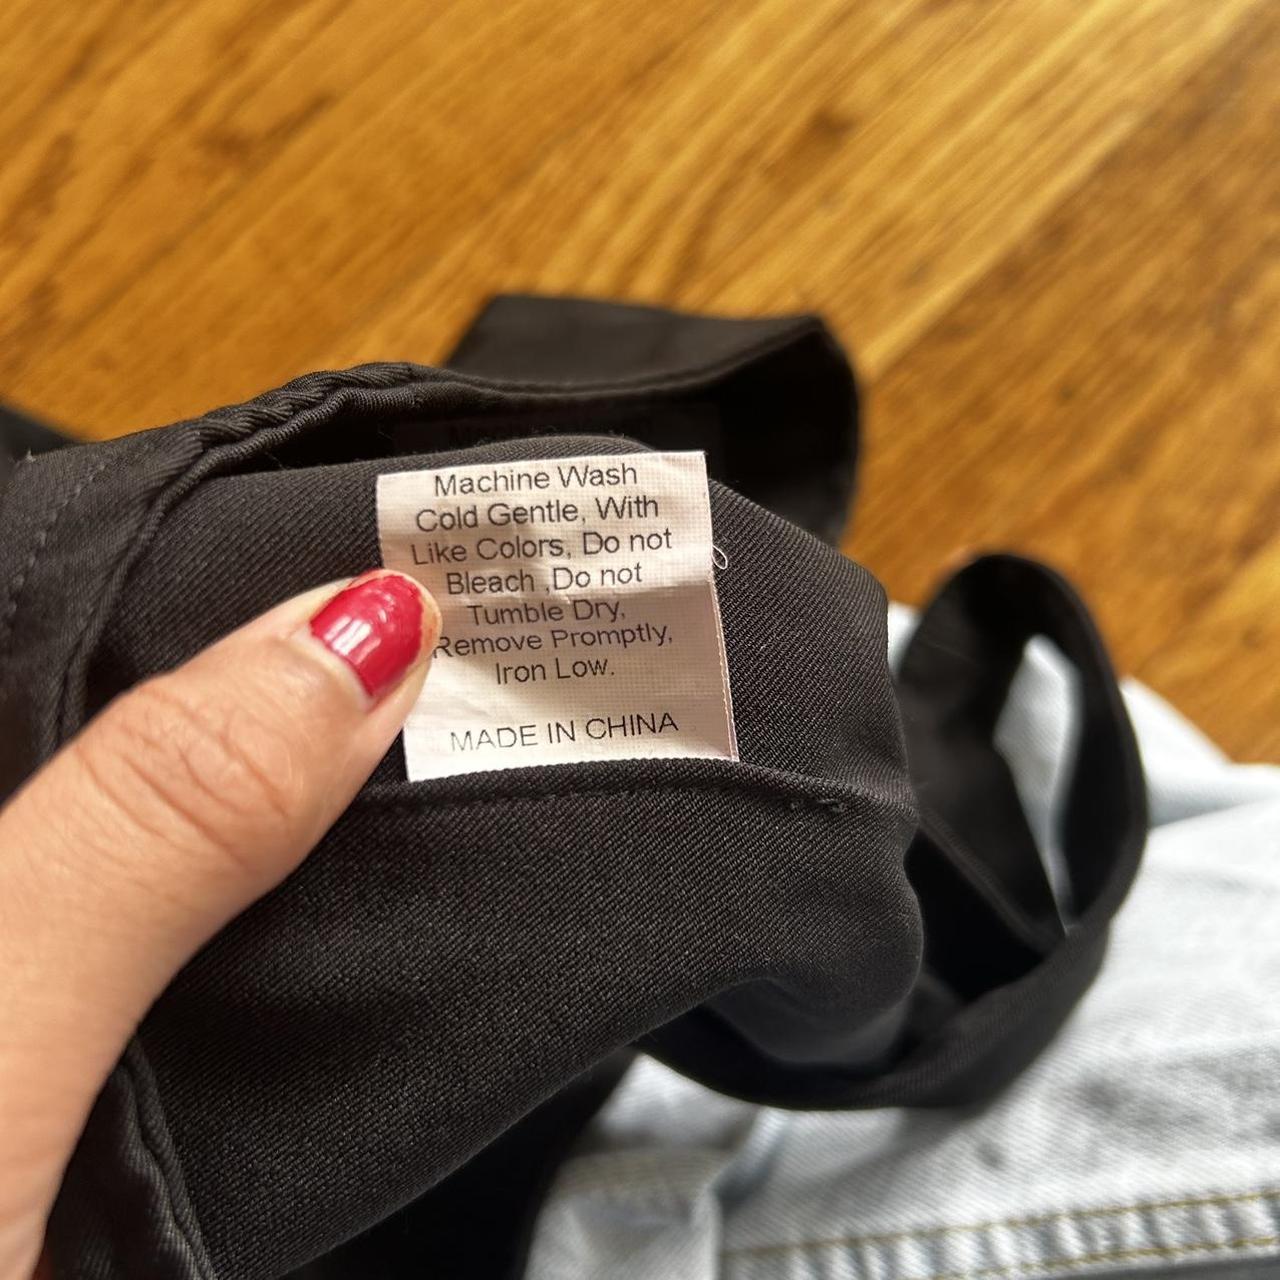 Machine Wash
Cold Gentle, With
Like Colors, Do not
Bleach ,Do not
Tumble Dry,
Remove Promptly,
Iron Low.
MADE IN CHINA